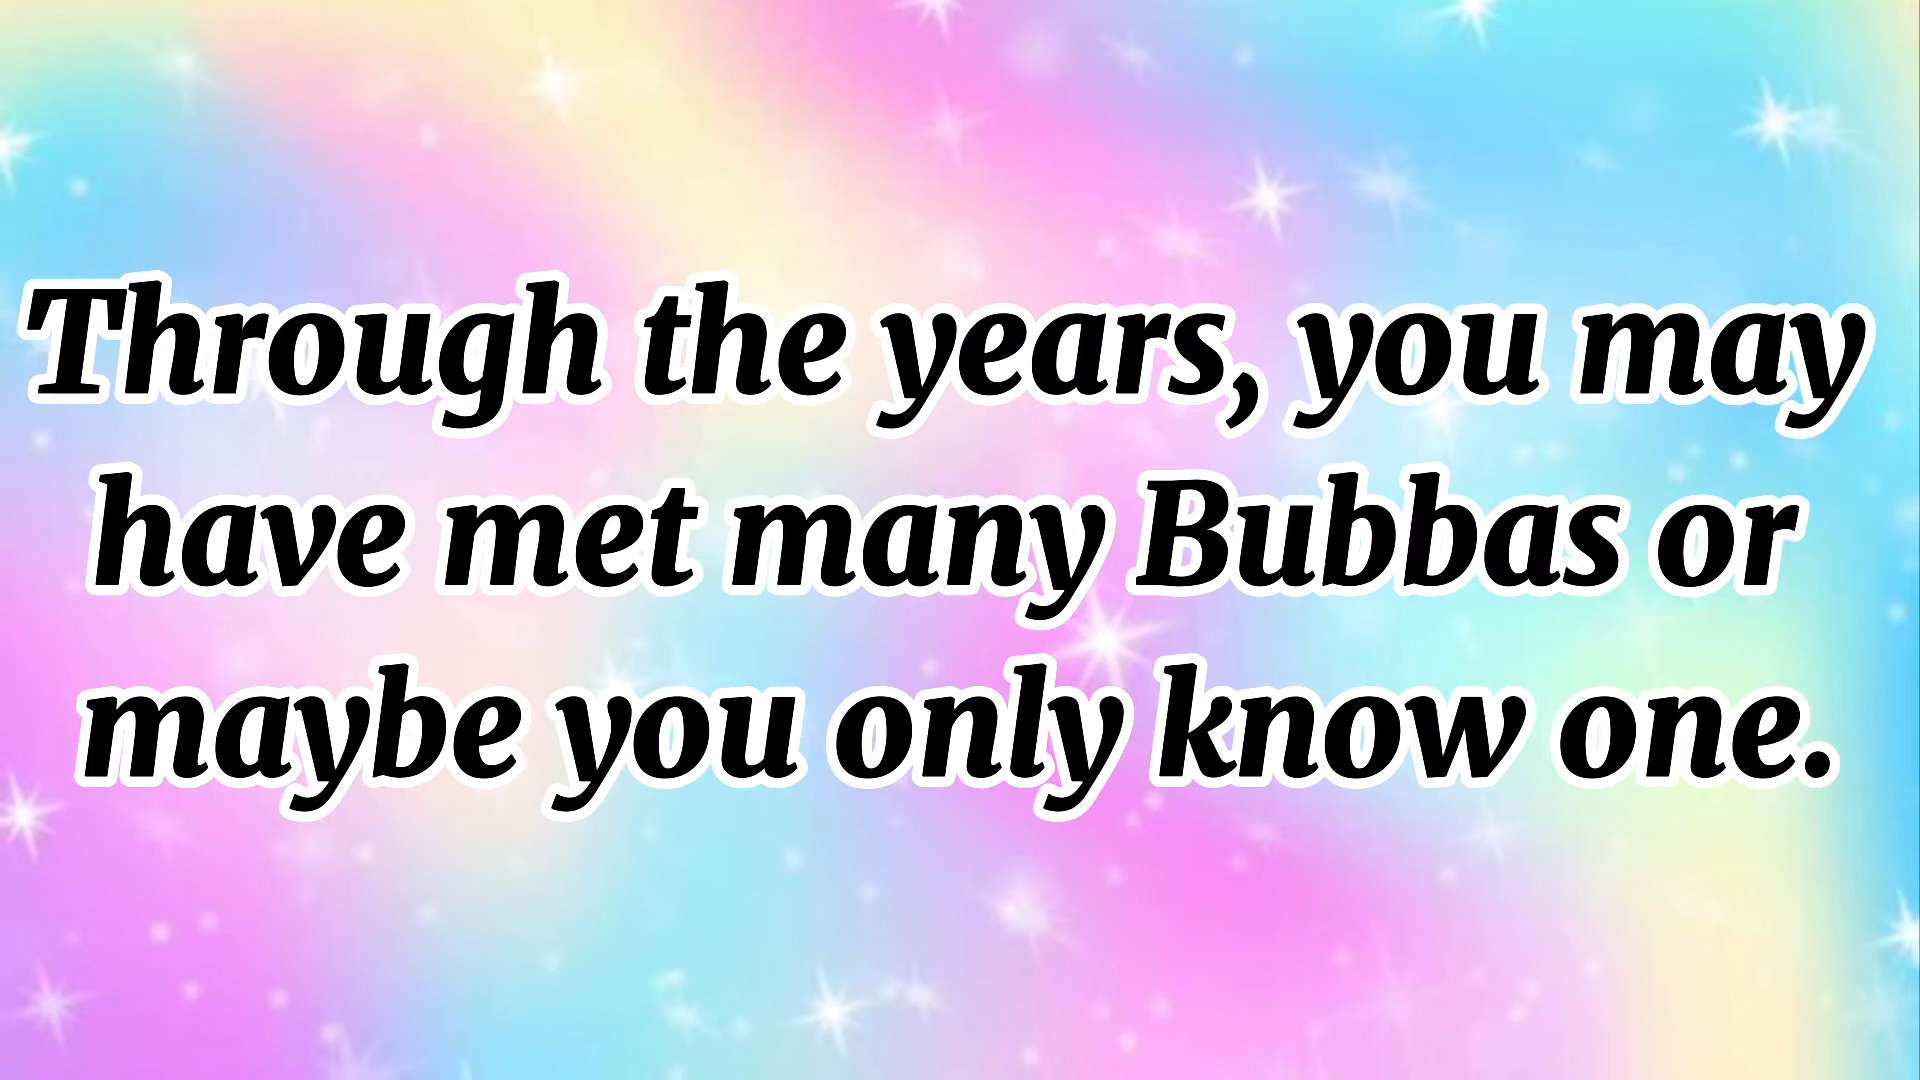 Through the years, you may
have met many Bubbas or
maybe you only know one.